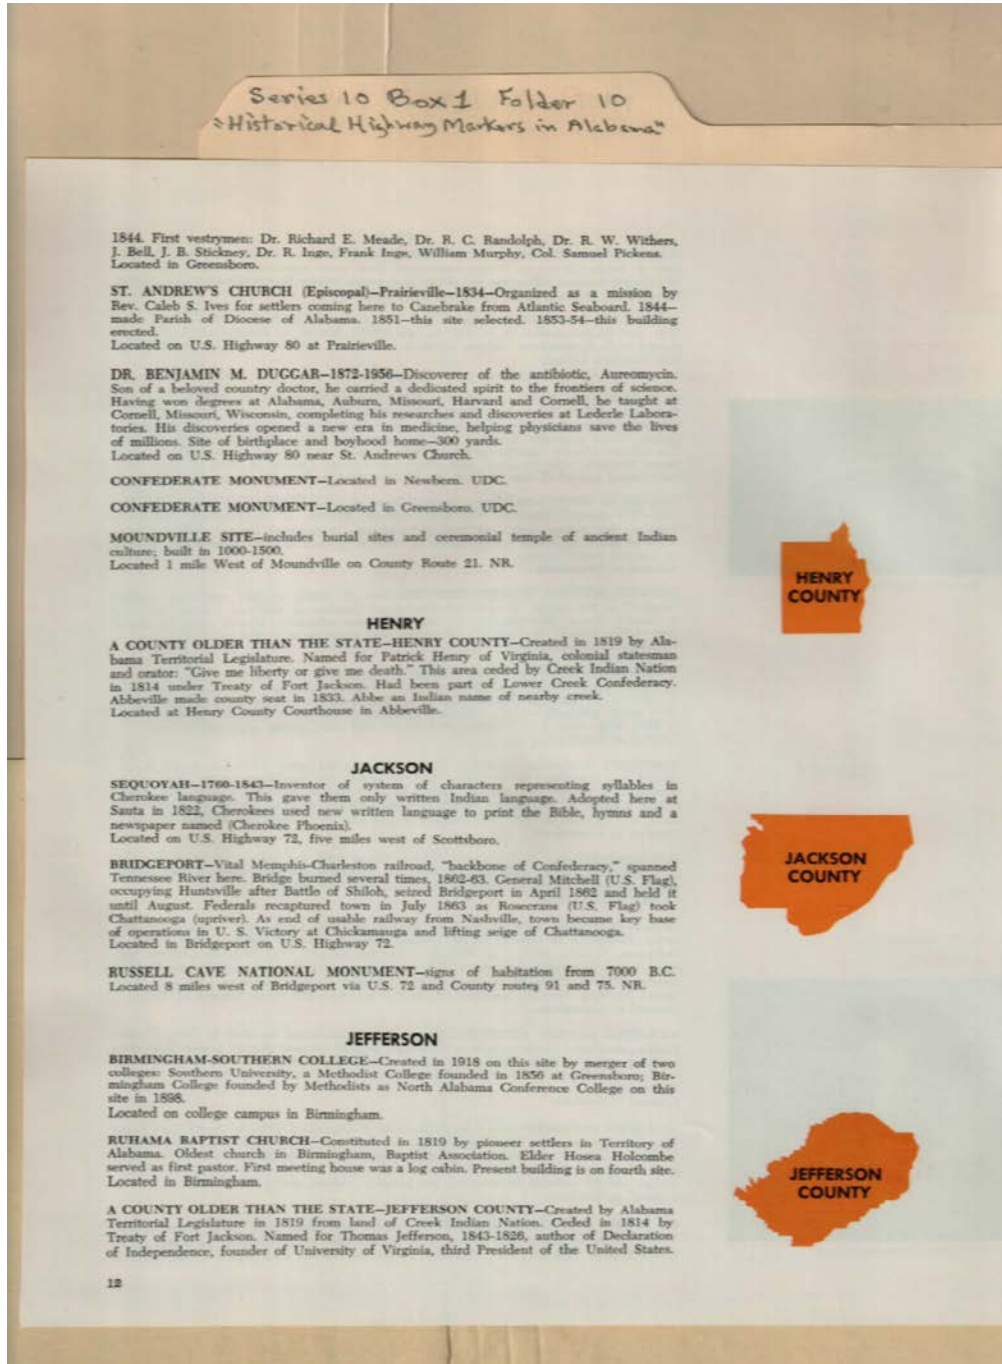 Series 10 Box 1 Folder 10
"Historical Highway Markers in Alabama"
1844. First vestrymen: Dr. Richard E. Meade, Dr. R. C. Randolph, Dr. R. W. Withers,
J. Bell, J. B. Stickney, Dr. R. Inge, Frank Inge, William Murphy, Col. Samuel Pickens.
Located in Greensboro.
ST. ANDREW'S CHURCH (Episcopal)—Prairieville—1834—Organized as a mission by
Rev. Caleb S. Ives for settlers coming here to Canebrake from Atlantic Seaboard. 1844—
made Parish of Diocese of Alabama. 1851—this site selected. 1853-54—this building
erected.
Located on U.S. Highway 80 at Prairieville.
DR. BENJAMIN M. DUGGAR—1872-1956—Discoverer of the antibiotic, Aureomycin.
Son of a beloved country doctor, he carried a dedicated spirit to the frontiers of science.
Having won degrees at Alabama, Auburn, Missouri, Harvard and Cornell, he taught at
Cornell, Missouri, Wisconsin, completing his researches and discoveries at Lederle Labora-
tories. His discoveries opened a new era in medicine, helping physicians save the lives
of millions. Site of birthplace and boyhood home—300 yards.
Located on U.S. Highway 80 near St. Andrews Church.
CONFEDERATE MONUMENT—Located in Newbern. UDC.
CONFEDERATE MONUMENT—Located in Greensboro. UDC.
MOUNDVILLE SITE—includes burial sites and ceremonial temple of ancient Indian
culture; built in 1000-1500.
Located 1 mile West of Moundville on County Route 21. NR.
HENRY
COUNTY
HENRY
A COUNTY OLDER THAN THE STATE—HENRY COUNTY—Created in 1819 by Ala-
bama Territorial Legislature. Named for Patrick Henry of Virginia, colonial statesman
and orator: "Give me liberty or give me death." This area ceded by Creek Indian Nation
in 1814 under Treaty of Fort Jackson. Had been part of Lower Creek Confederacy.
Abbeville made county seat in 1833. Abbe an Indian name of nearby creek.
Located at Henry County Courthouse in Abbeville.
JACKSON
SEQUOYAH—1760-1843—Inventor of system of characters representing syllables in
Cherokee language. This gave them only written Indian language. Adopted here at
Sauta in 1822, Cherokees used new written language to print the Bible, hymns and a
newspaper named (Cherokee Phoenix).
Located on U.S. Highway 72, five miles west of Scottsboro.
JACKSON
COUNTY
BRIDGEPORT—Vital Memphis-Charleston railroad, "backbone of Confederacy," spanned
Tennessee River here. Bridge burned several times, 1862-63. General Mitchell (U.S. Flag),
occupying Huntsville after Battle of Shiloh, seized Bridgeport in April 1862 and held it
until August. Federals recaptured town in July 1863 as Rosecrans (U.S. Flag) took
Chattanooga (upriver). As end of usable railway from Nashville, town became key base
of operations in U. S. Victory at Chickamauga and lifting seige of Chattanooga.
Located in Bridgeport on U.S. Highway 72.
RUSSELL CAVE NATIONAL MONUMENT—signs of habitation from 7000 B.C.
Located 8 miles west of Bridgeport via U.S. 72 and County routes 91 and 75. NR.
JEFFERSON
BIRMINGHAM-SOUTHERN COLLEGE—Created in 1918 on this site by merger of two
colleges: Southern University, a Methodist College founded in 1856 at Greensboro; Bir-
mingham College founded by Methodists as North Alabama Conference College on this
site in 1898.
Located on college campus in Birmingham.
RUHAMA BAPTIST CHURCH—Constituted in 1819 by pioneer settlers in Territory of
Alabama. Oldest church in Birmingham, Baptist Association. Elder Hosea Holcombe
served as first pastor. First meeting house was a log cabin. Present building is on fourth site.
Located in Birmingham.
JEFFERSON
COUNTY
A COUNTY OLDER THAN THE STATE—JEFFERSON COUNTY—Created by Alabama
Territorial Legislature in 1819 from land of Creek Indian Nation. Ceded in 1814 by
Treaty of Fort Jackson. Named for Thomas Jefferson, 1843-1826, author of Declaration
of Independence, founder of University of Virginia, third President of the United States.
12